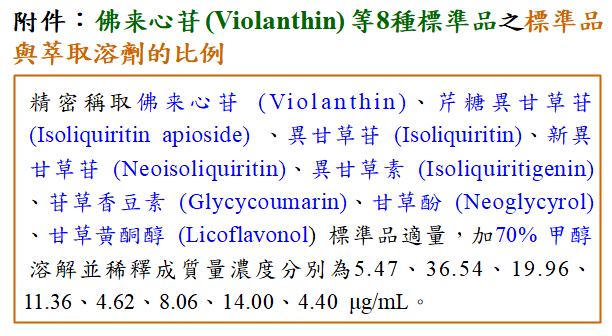 附件：佛来心苷 (Violanthin) 等8種標準品之標準品
與萃取溶劑的比例
精密稱取佛来心苷 (Violanthin)、芹糖異甘草苷
(Isoliquiritin apioside) 、異甘草苷 (Isoliquiritin)、新異
甘草苷 (Neoisoliquiritin)、異甘草素 (Isoliquiritigenin)
、苷草香豆素 (Glycycoumarin)、甘草酚 (Neoglycyrol)
、甘草黄酮醇 (Licoflavonol) 標準品適量，加70% 甲醇
溶解並稀釋成質量濃度分別為5.47、36.54、19.96、
11.36、4.62、8.06、14.00、4.40 μg/mL。